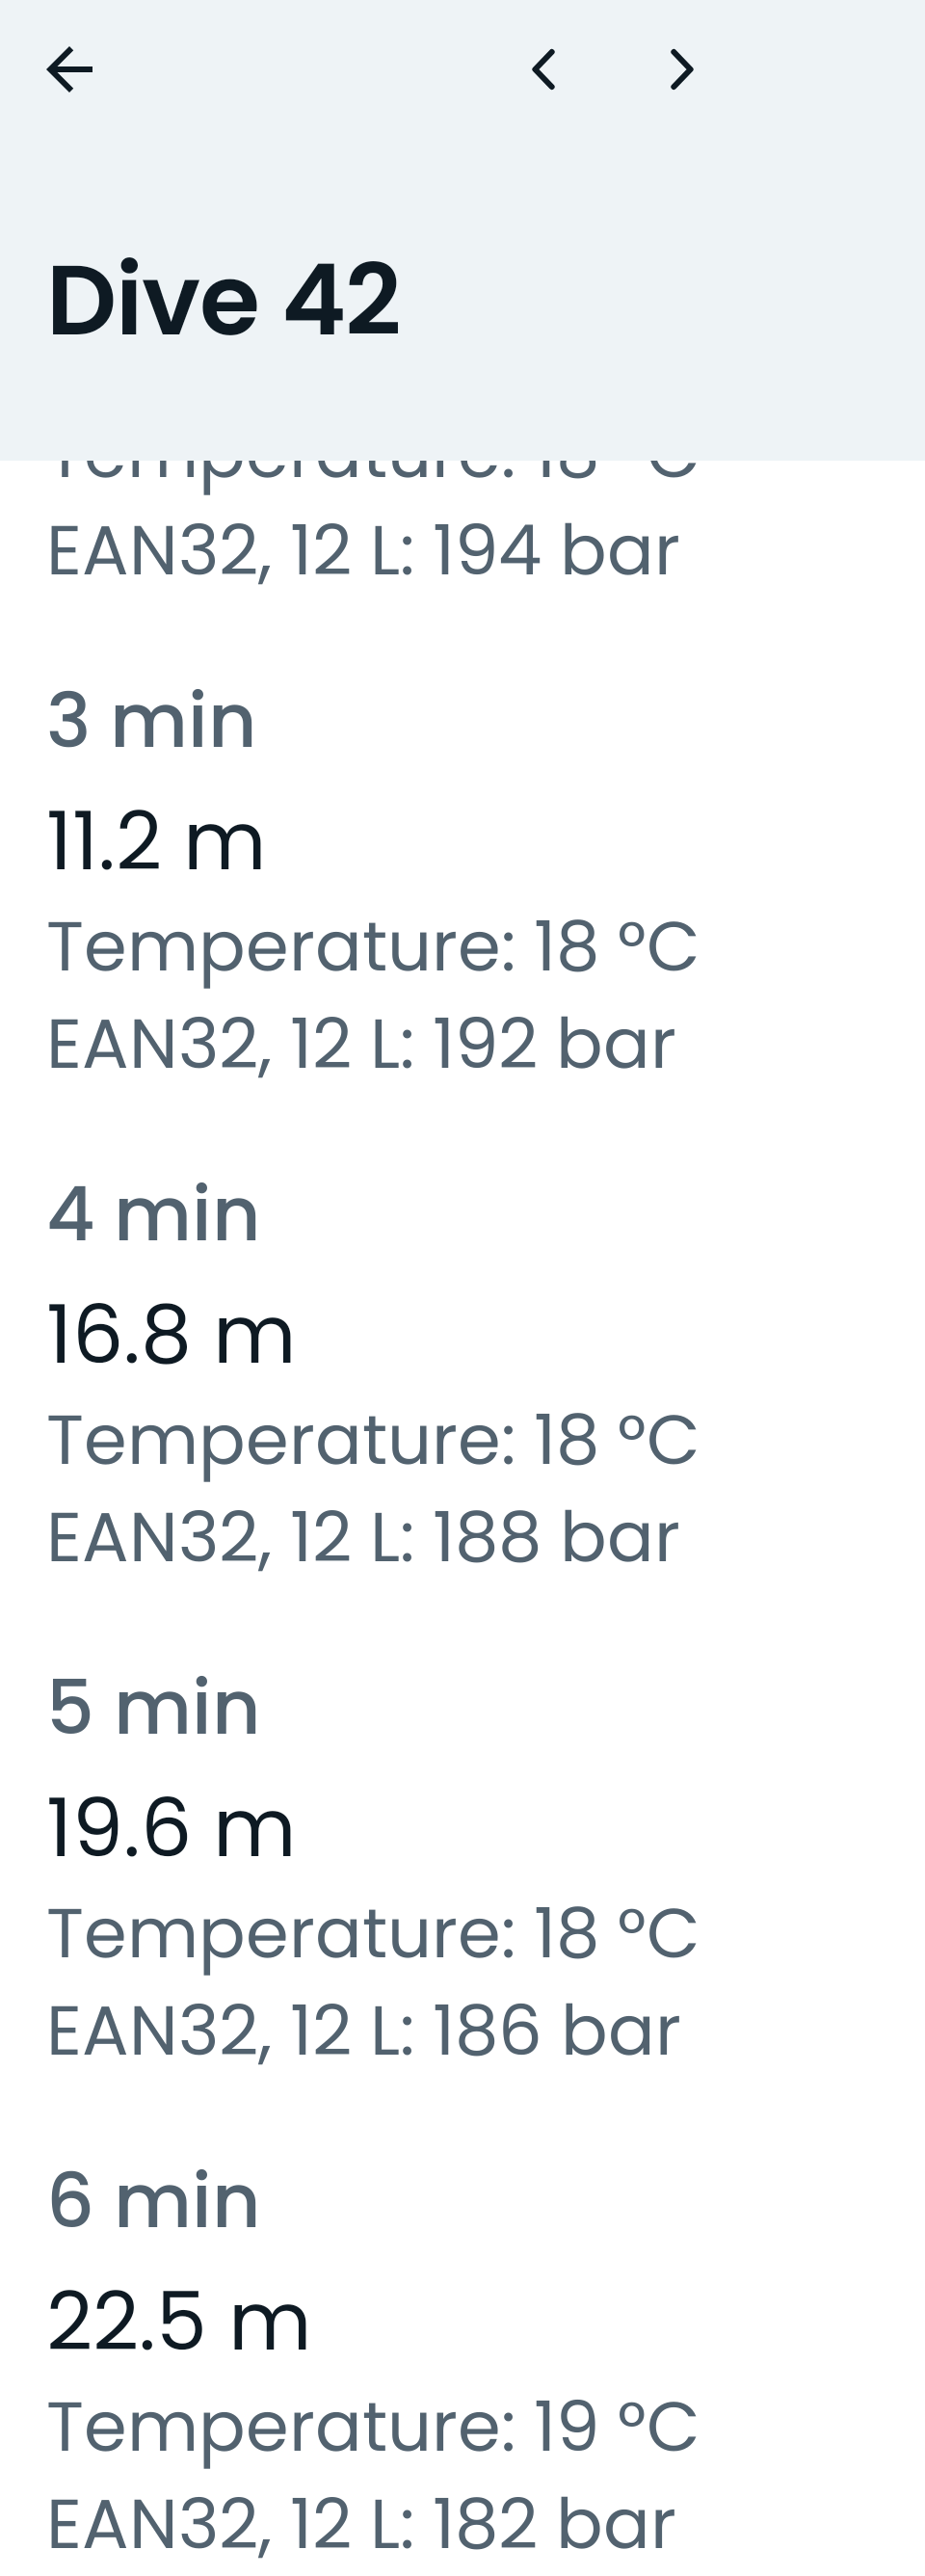 Dive 42
Temperature: 18 °C
EAN32, 12 L: 194 bar
3 min
11.2 m
Temperature: 18 °C
EAN32, 12 L: 192 bar
4 min
16.8 m
Temperature: 18 °C
EAN32, 12 L: 188 bar
5 min
19.6 m
Temperature: 18 °C
EAN32, 12 L: 186 bar
6 min
22.5 m
Temperature: 19 °C
EAN32, 12 L: 182 bar